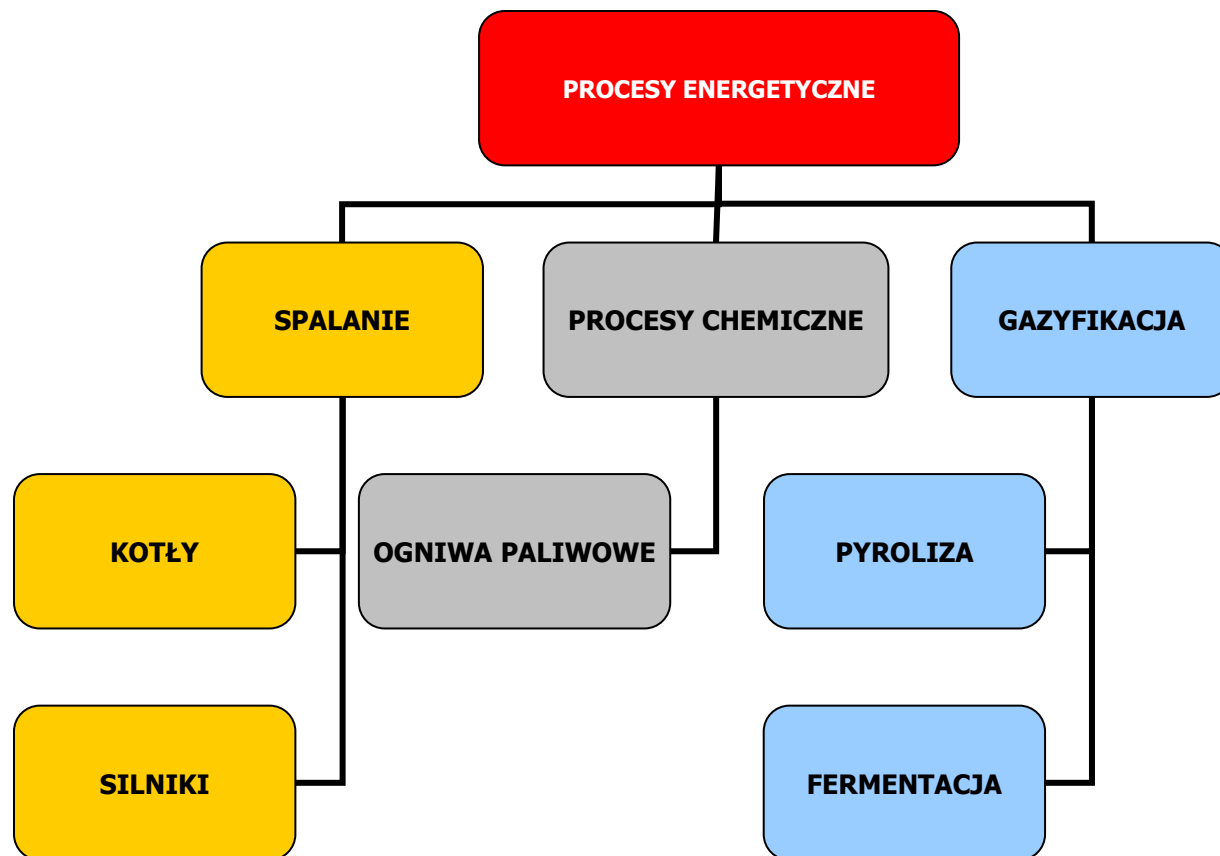 PROCESY ENERGETYCZNE
SPALANIE
PROCESY CHEMICZNE
GAZYFIKACJA
KOTŁY
OGNIWA PALIWOWE
PYROLIZA
SILNIKI
FERMENTACJA